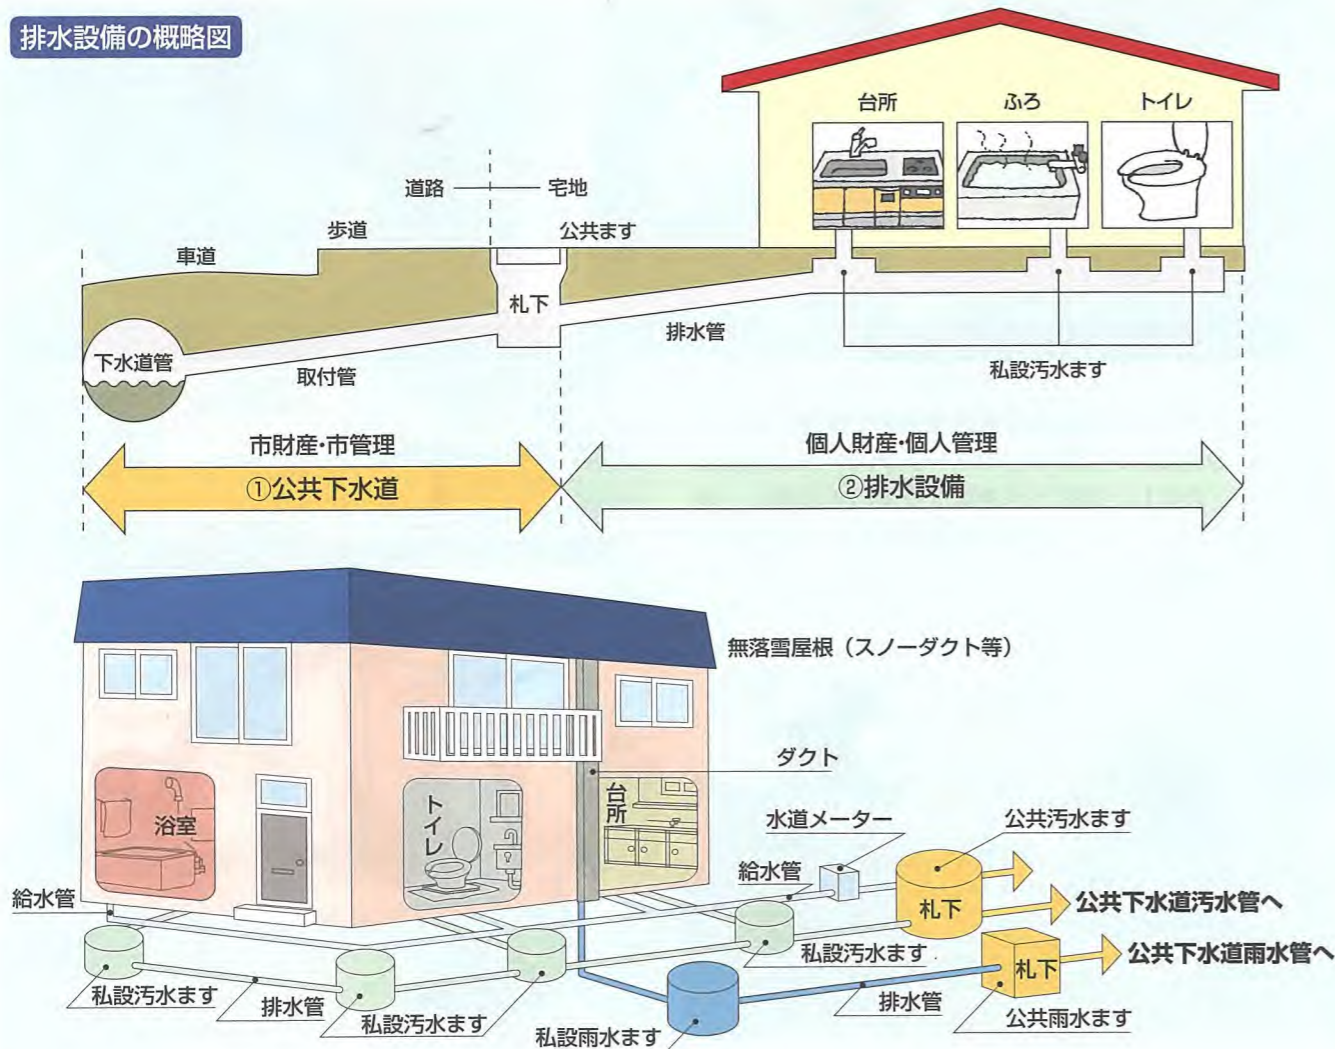 排水設備の概略図
台所
ふろ
トイレ
道路
宅地
歩道
公共ます
車道
札下
排水管
下水道管
取付管
私設汚水ます
市財産・市管理
個人財産・個人管理
①公共下水道
②排水設備
無落雪屋根（スノーダクト等）
ダクト
浴室
トイレ
台所
水道メーター
公共汚水ます
給水管
給水管
札下
公共下水道汚水管へ
私設汚水ます
札下
公共下水道雨水管へ
私設汚水ます
排水管
私設汚水ます
私設雨水ます
排水管
公共雨水ます